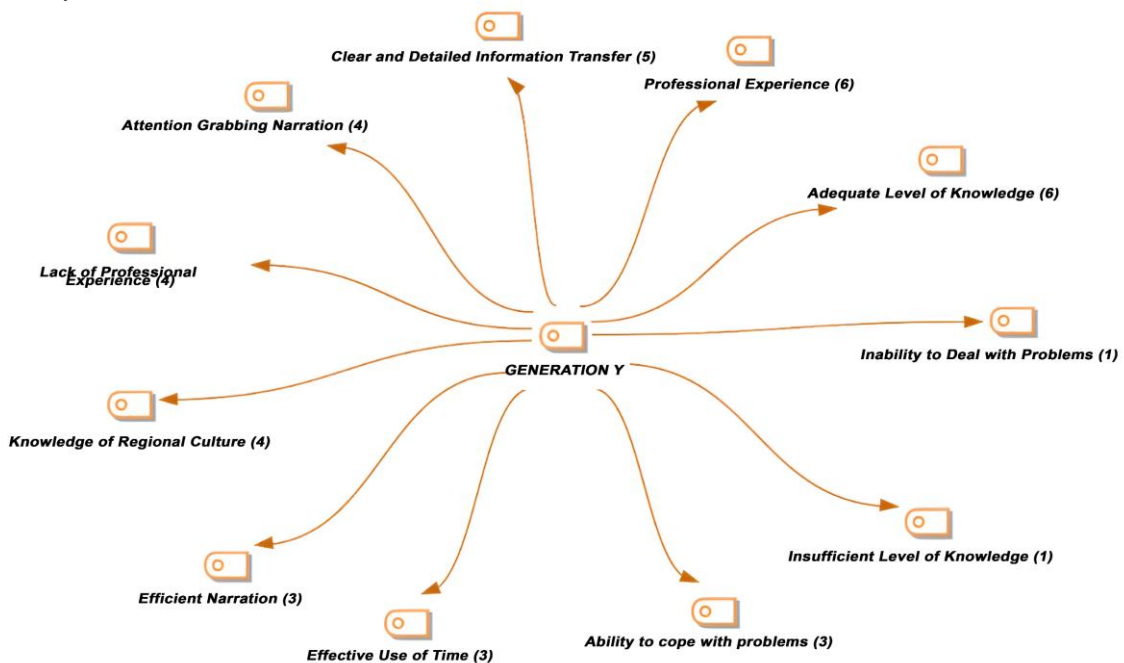 Clear and Detailed Information Transfer (5)
Professional Experience (6)
Attention Grabbing Narration (4)
Adequate Level of Knowledge (6)
Lack of Professional
Experience (4)
Inability to Deal with Problems (1)
GENERATION Y
Knowledge of Regional Culture (4)
Insufficient Level of Knowledge (1)
Efficient Narration (3)
Ability to cope with problems (3)
Effective Use of Time (3)